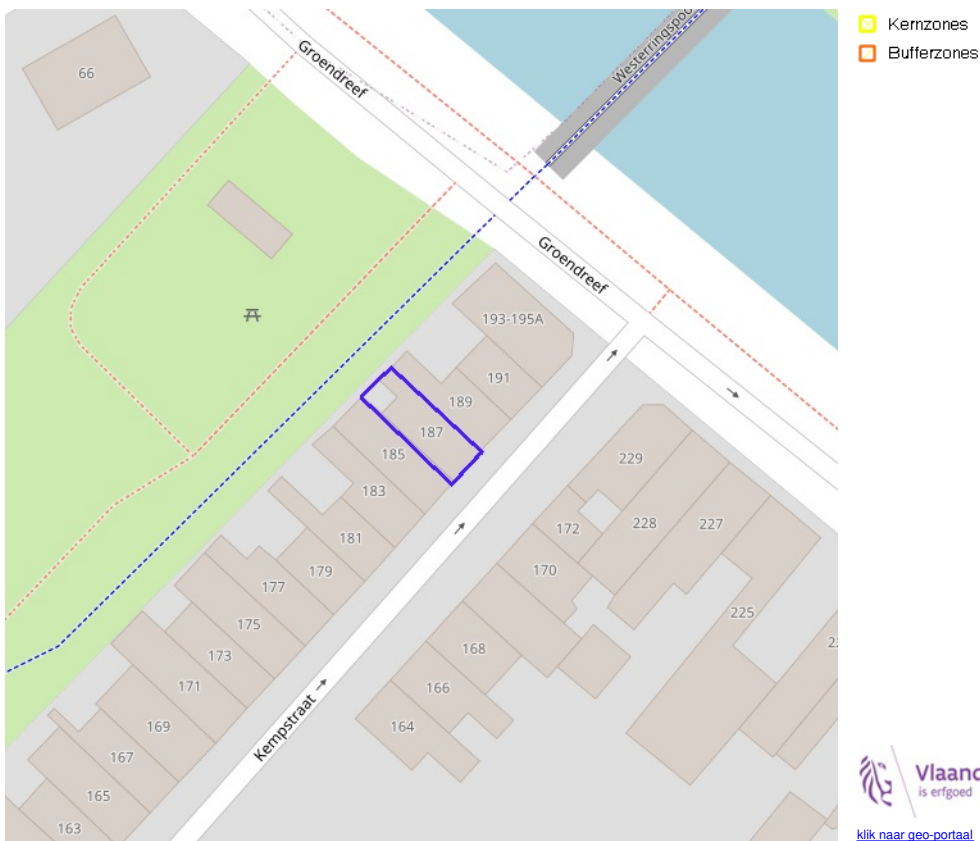 Kernzones
Bufferzones
66
Groendreef
Westerringspoo
Groendreef
193-195A
191
189
187
185
183
181
179
177
175
173
171
169
167
165
163
229
228
227
225
172
170
168
166
164
Kempstraat
Vlaand
is erfgoed
klik naar geo-portaal